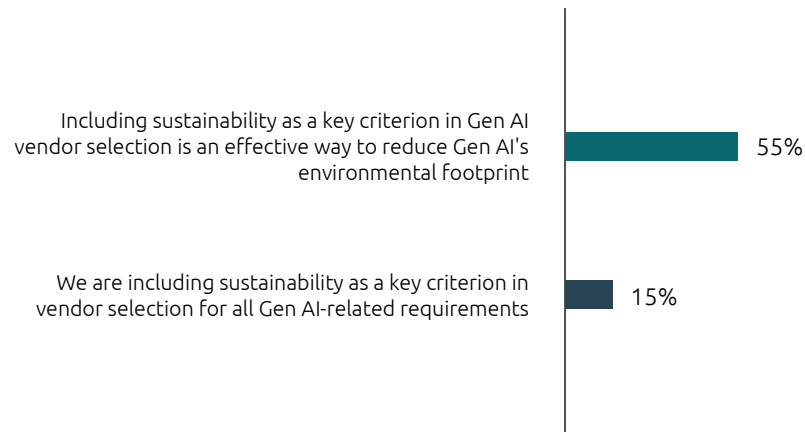 Including sustainability as a key criterion in Gen AI
vendor selection is an effective way to reduce Gen AI's
environmental footprint
55%
We are including sustainability as a key criterion in
vendor selection for all Gen AI-related requirements
15%